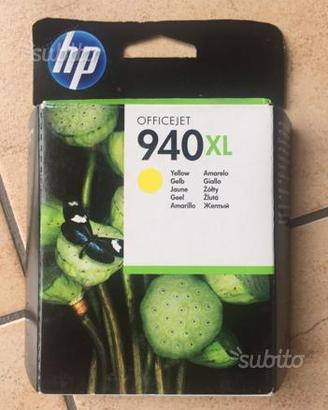 subito
hp
OFFICEJET
940XL
Yellow Amarelo
Gelb Giallo
Jaune Żółty
Geel Žlutá
Amarillo Желтый
subito